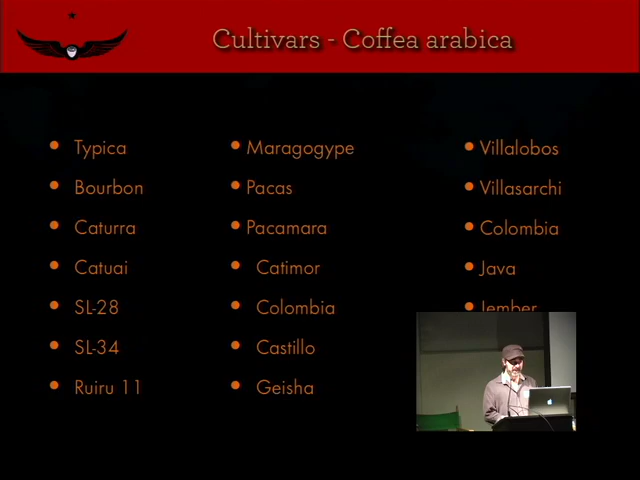 Cultivars - Coffea arabica
• Typica
• Bourbon
• Caturra
• Catuai
• SL-28
• SL-34
• Ruiru 11
• Maragogype
• Pacas
• Pacamara
• Catimor
• Colombia
• Castillo
• Geisha
• Villalobos
• Villasarchi
• Colombia
• Java
• Jember